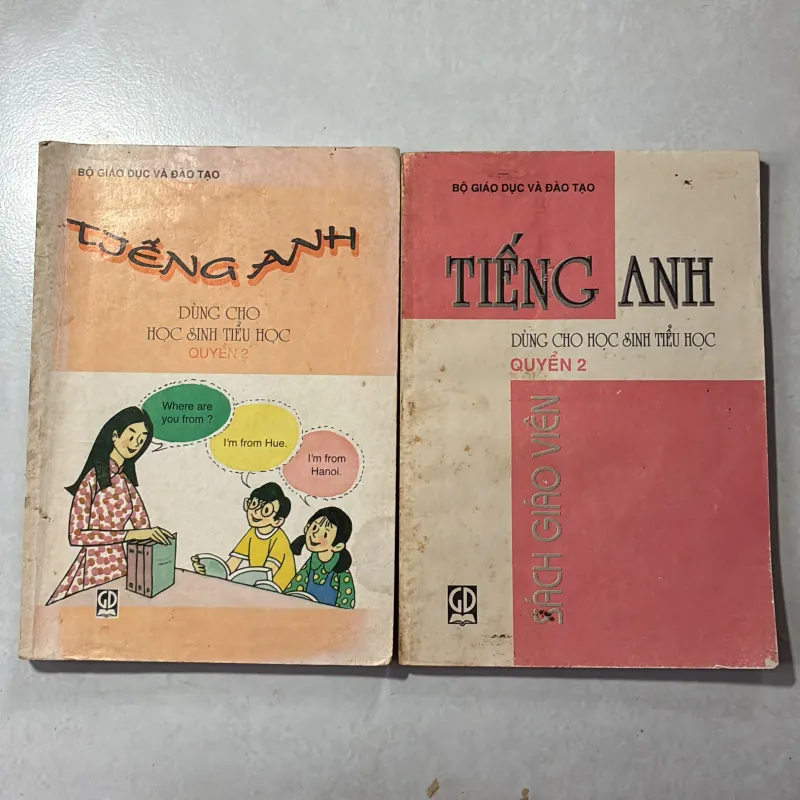 BỘ GIÁO DỤC VÀ ĐÀO TẠO
TIẾNG ANH
DÙNG CHO
HỌC SINH TIỂU HỌC
QUYỂN 2
Where are
you from ?
I'm from Hue.
I'm from
Hanoi.
GD
BỘ GIÁO DỤC VÀ ĐÀO TẠO
TIẾNG ANH
DÙNG CHO HỌC SINH TIỂU HỌC
QUYỂN 2
SÁCH GIÁO VIÊN
GD